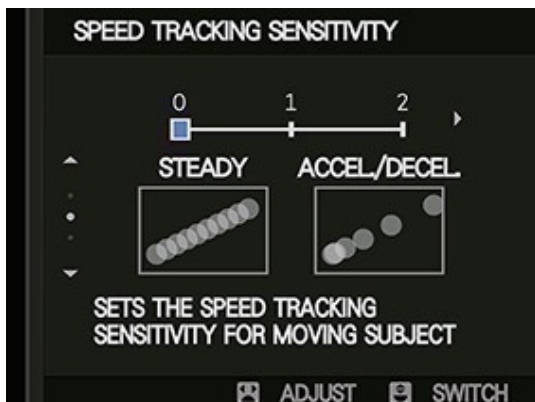 SPEED TRACKING SENSITIVITY
0 1 2
STEADY ACCEL./DECEL.
SETS THE SPEED TRACKING
SENSITIVITY FOR MOVING SUBJECT
ADJUST SWITCH